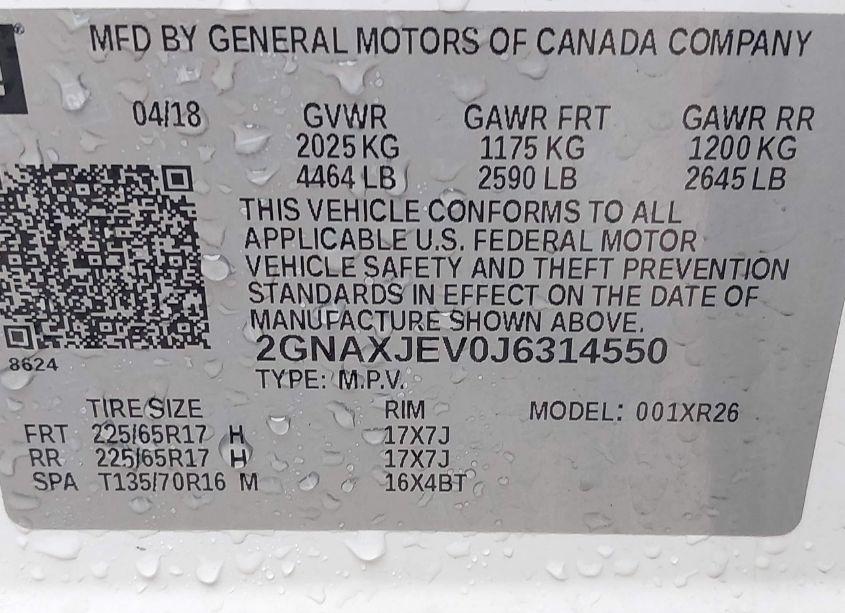 MFD BY GENERAL MOTORS OF CANADA COMPANY
04/18 GVWR GAWR FRT GAWR RR
2025 KG 1175 KG 1200 KG
4464 LB 2590 LB 2645 LB
THIS VEHICLE CONFORMS TO ALL
APPLICABLE U.S. FEDERAL MOTOR
VEHICLE SAFETY AND THEFT PREVENTION
STANDARDS IN EFFECT ON THE DATE OF
MANUFACTURE SHOWN ABOVE.
2GNAXJEV0J6314550
8624
TYPE: M.P.V.
TIRE SIZE RIM MODEL: 001XR26
FRT 225/65R17 H 17X7J
RR 225/65R17 H 17X7J
SPA T135/70R16 M 16X4BT